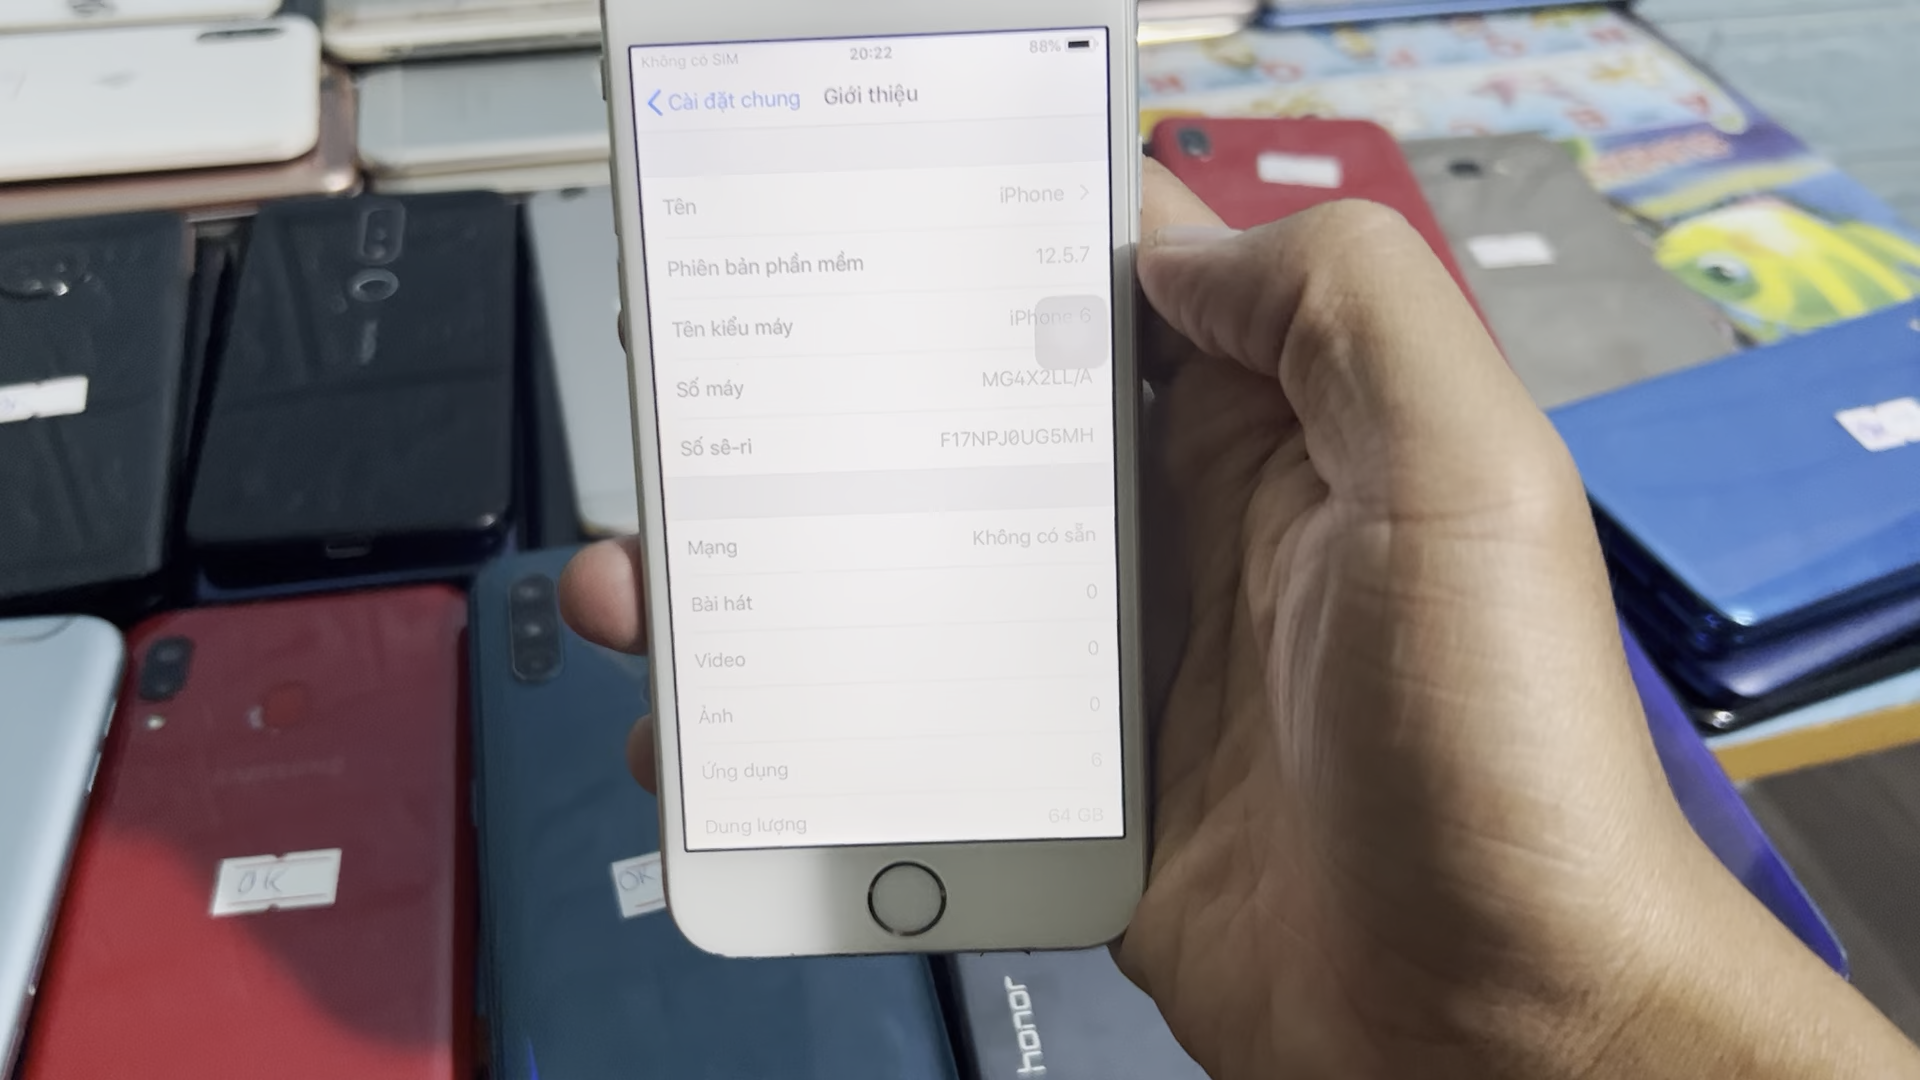 Không có SIM 20:22 88%
Cài đặt chung Giới thiệu
Tên iPhone
Phiên bản phần mềm 12.5.7
Tên kiểu máy iPhone 6
Số máy MG4X2LL/A
Số sê-ri F17NPJ0UG5MH
Mạng Không có sẵn
Bài hát 0
Video 0
Ảnh 0
Ứng dụng 6
Dung lượng 64 GB
OK
OK
honor